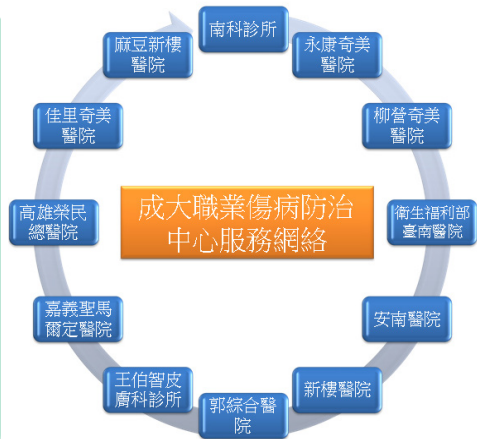 南科診所
永康奇美
醫院
柳營奇美
醫院
衛生福利部
臺南醫院
安南醫院
新樓醫院
郭綜合醫
院
王伯智皮
膚科診所
嘉義聖馬
爾定醫院
高雄榮民
總醫院
佳里奇美
醫院
麻豆新樓
醫院
成大職業傷病防治
中心服務網絡